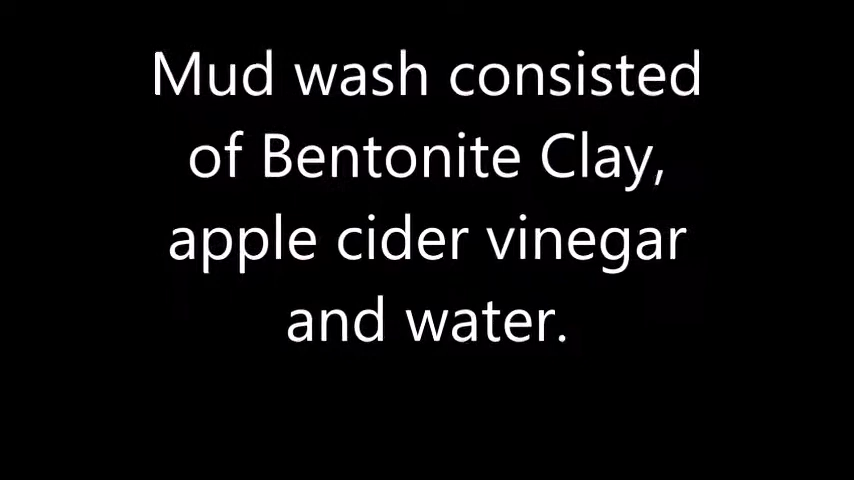 Mud wash consisted
of Bentonite Clay,
apple cider vinegar
and water.